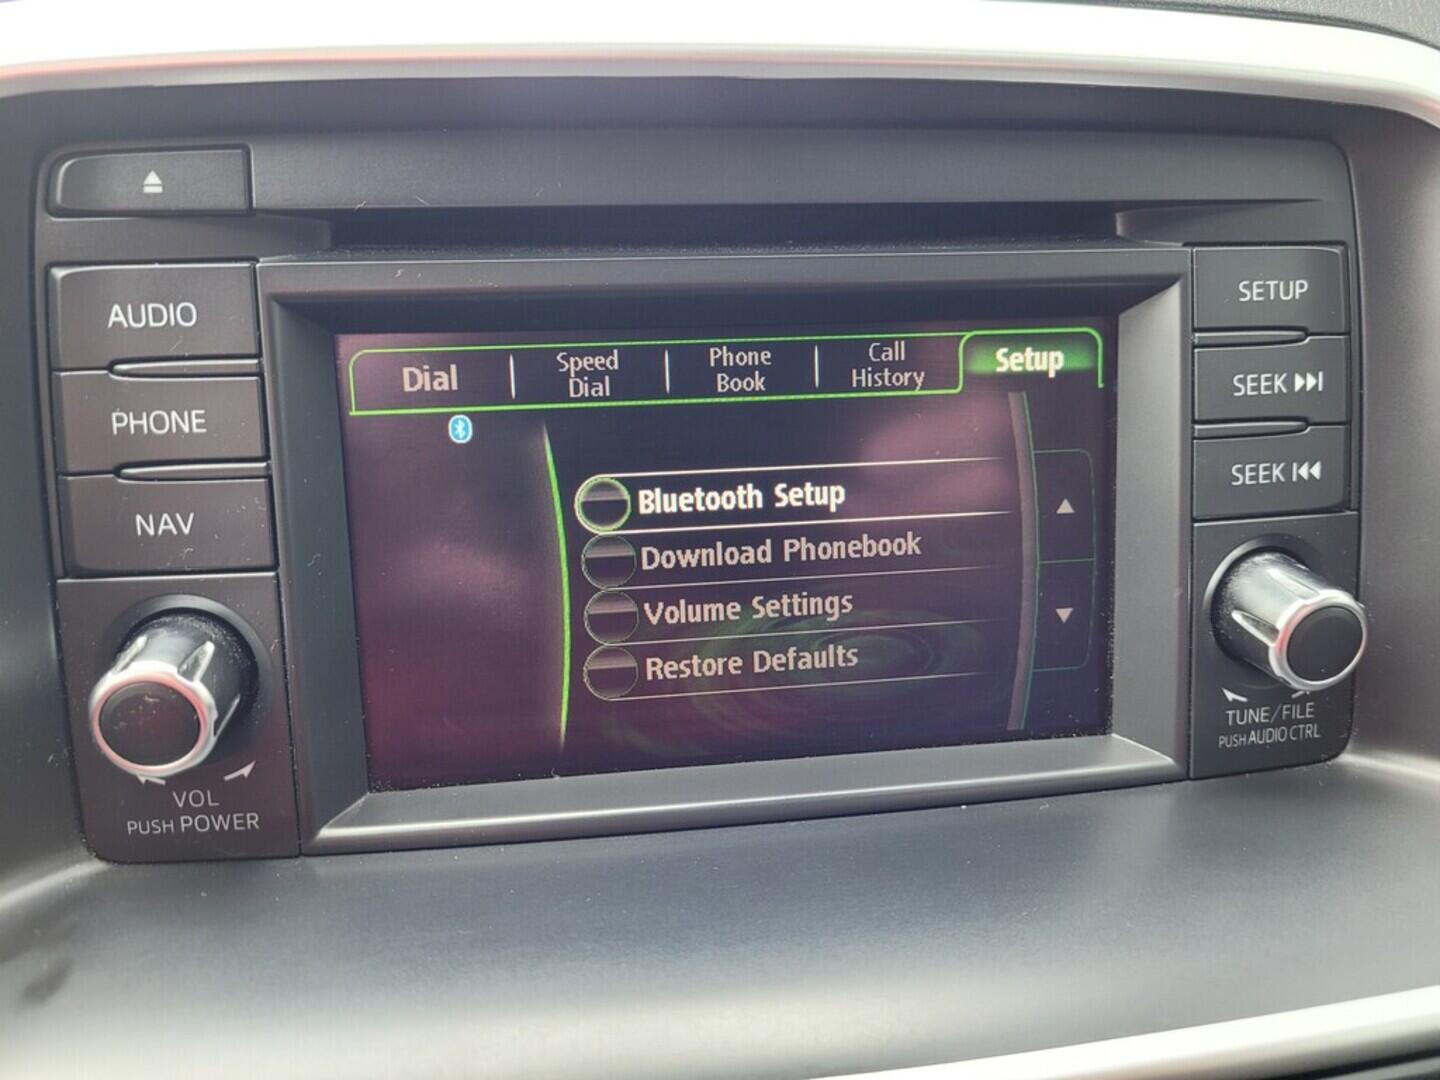 AUDIO
PHONE
NAV
VOL
PUSH POWER
Dial
Speed
Dial
Phone
Book
Call
History
Setup
Bluetooth Setup
Download Phonebook
Volume Settings
Restore Defaults
SETUP
SEEK
SEEK
TUNE/FILE
PUSH AUDIO CTRL